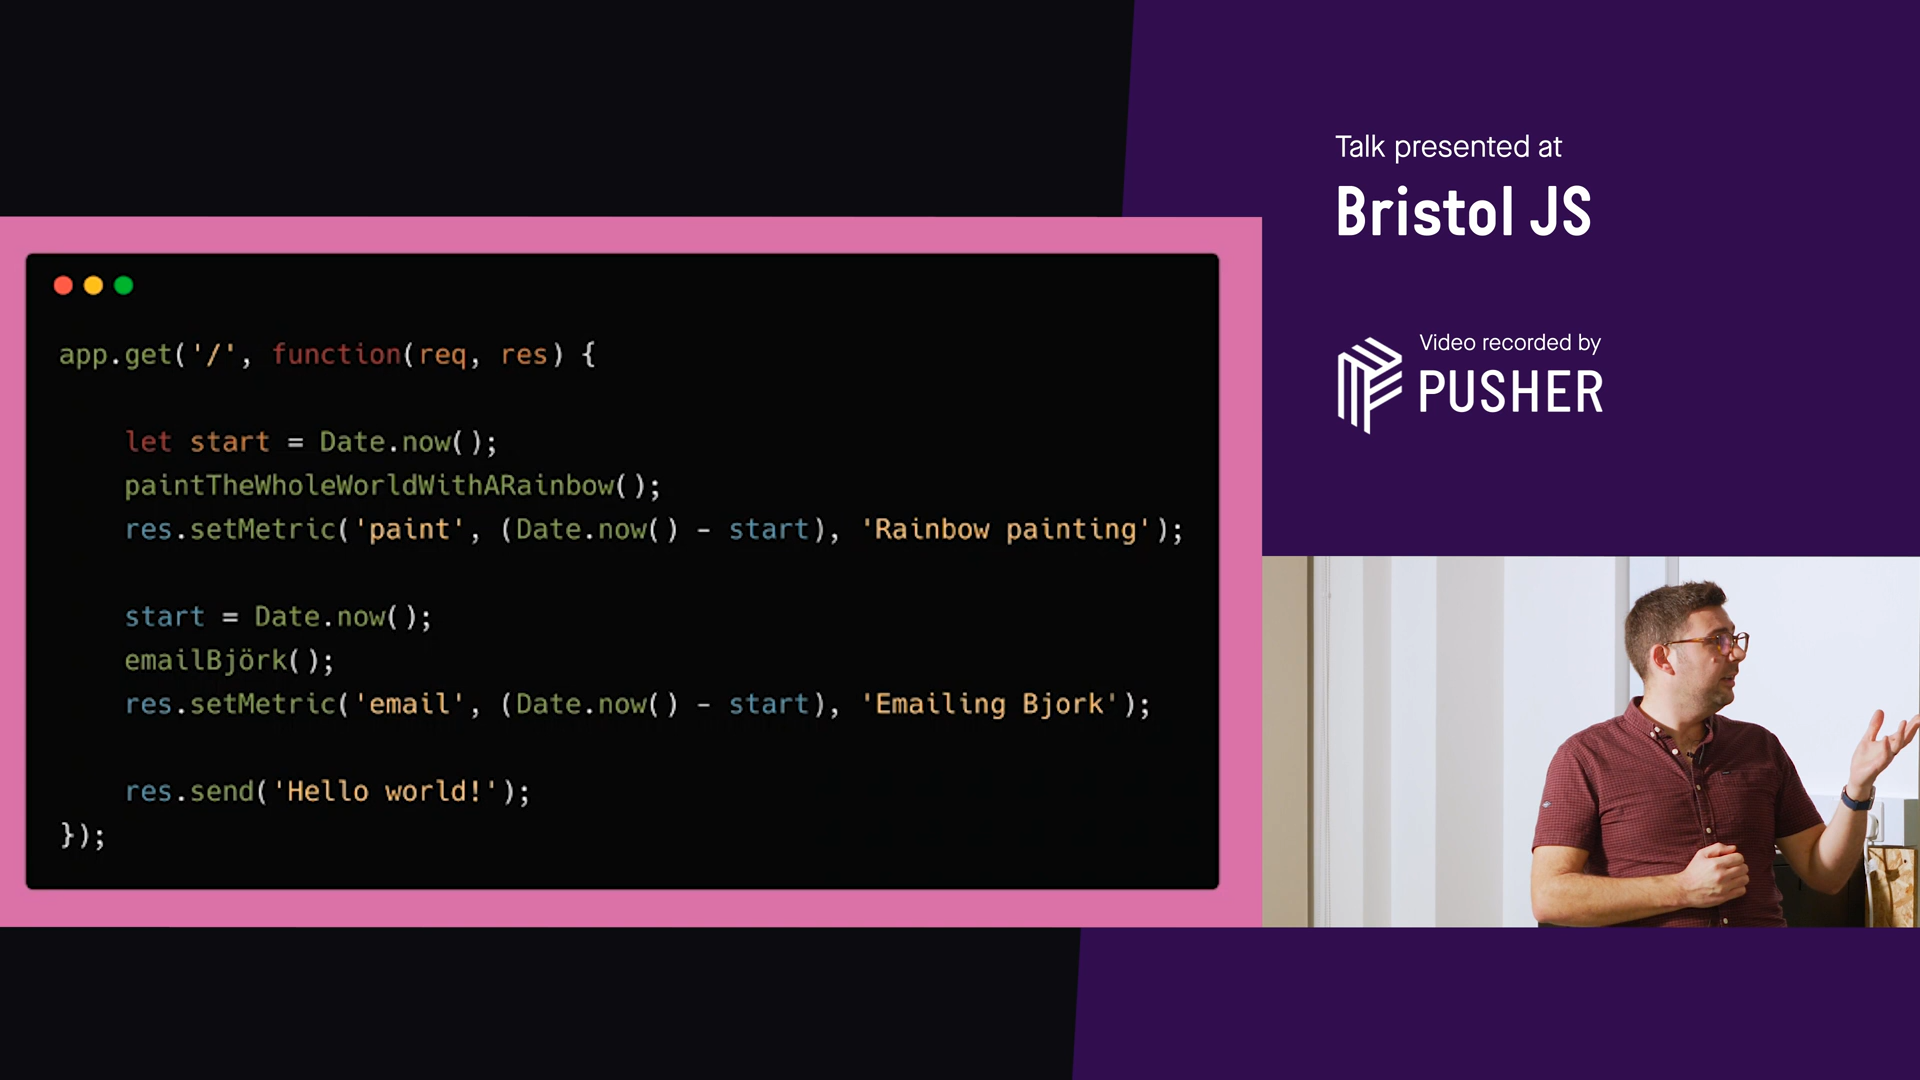 app.get('/', function(req, res) {
let start = Date.now();
paintTheWholeWorldWithARainbow();
res.setMetric('paint', (Date.now() - start), 'Rainbow painting');
start = Date.now();
emailBjörk();
res.setMetric('email', (Date.now() - start), 'Emailing Bjork');
res.send('Hello world!');
});
Talk presented at
Bristol JS
Video recorded by
PUSHER